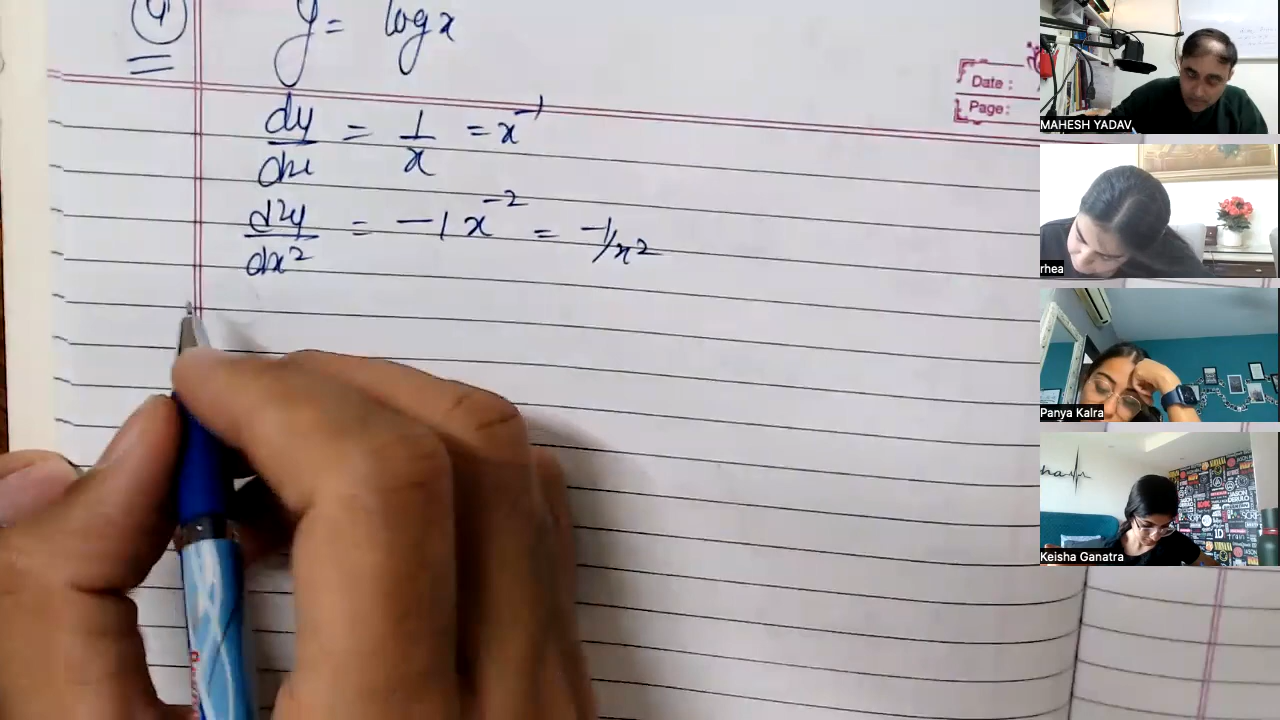 4 y = log x
Date :
Page:
dy/dx = 1/x = x^-1
d²y/dx² = -1 x^-2 = -1/x²
MAHESH YADAV
rhea
Panya Kalra
Keisha Ganatra